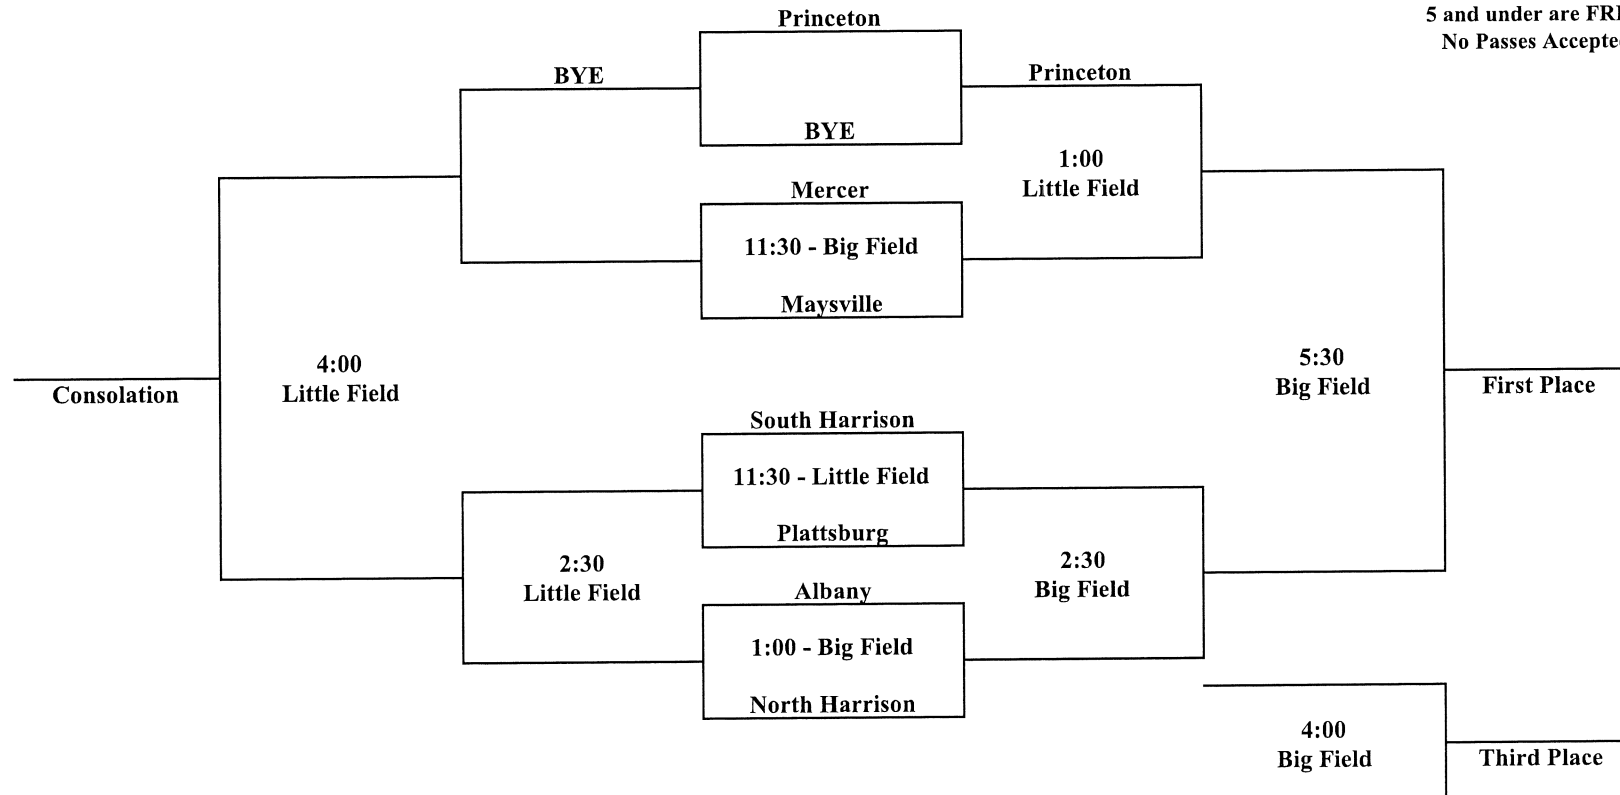 Princeton
5 and under are
No Passes
BYE
Princeton
BYE
1:00
Little Field
Mercer
11:30 - Big Field
Maysville
4:00
Little Field
Consolation
5:30
Big Field
First Place
South Harrison
11:30 - Little Field
Plattsburg
2:30
Little Field
2:30
Big Field
Albany
1:00 - Big Field
North Harrison
4:00
Big Field
Third Place